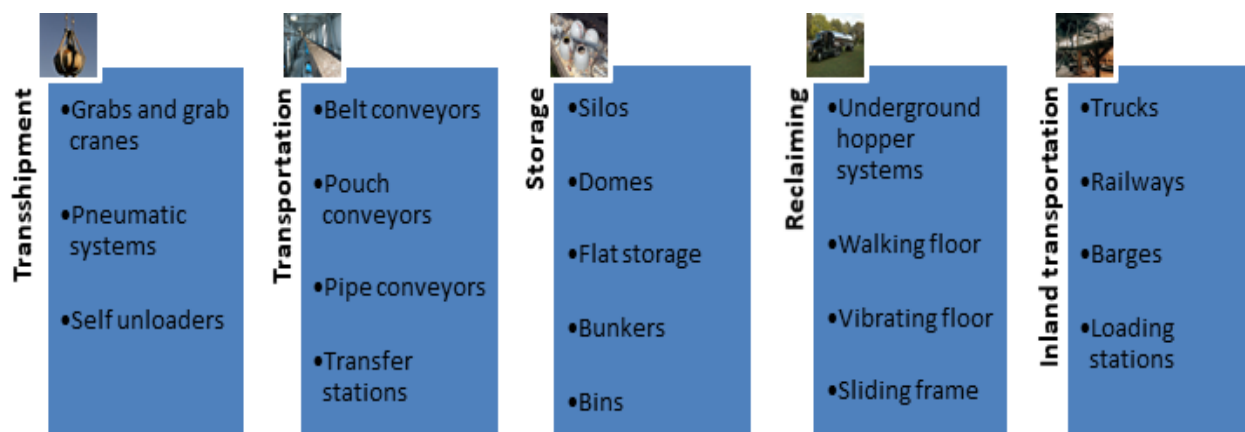 Transshipment
•Grabs and grab
cranes
•Pneumatic
systems
•Self unloaders
Transportation
•Belt conveyors
•Pouch
conveyors
•Pipe conveyors
•Transfer
stations
Storage
•Silos
•Domes
•Flat storage
•Bunkers
•Bins
Reclaiming
•Underground
hopper
systems
•Walking floor
•Vibrating floor
•Sliding frame
Inland transportation
•Trucks
•Railways
•Barges
•Loading
stations